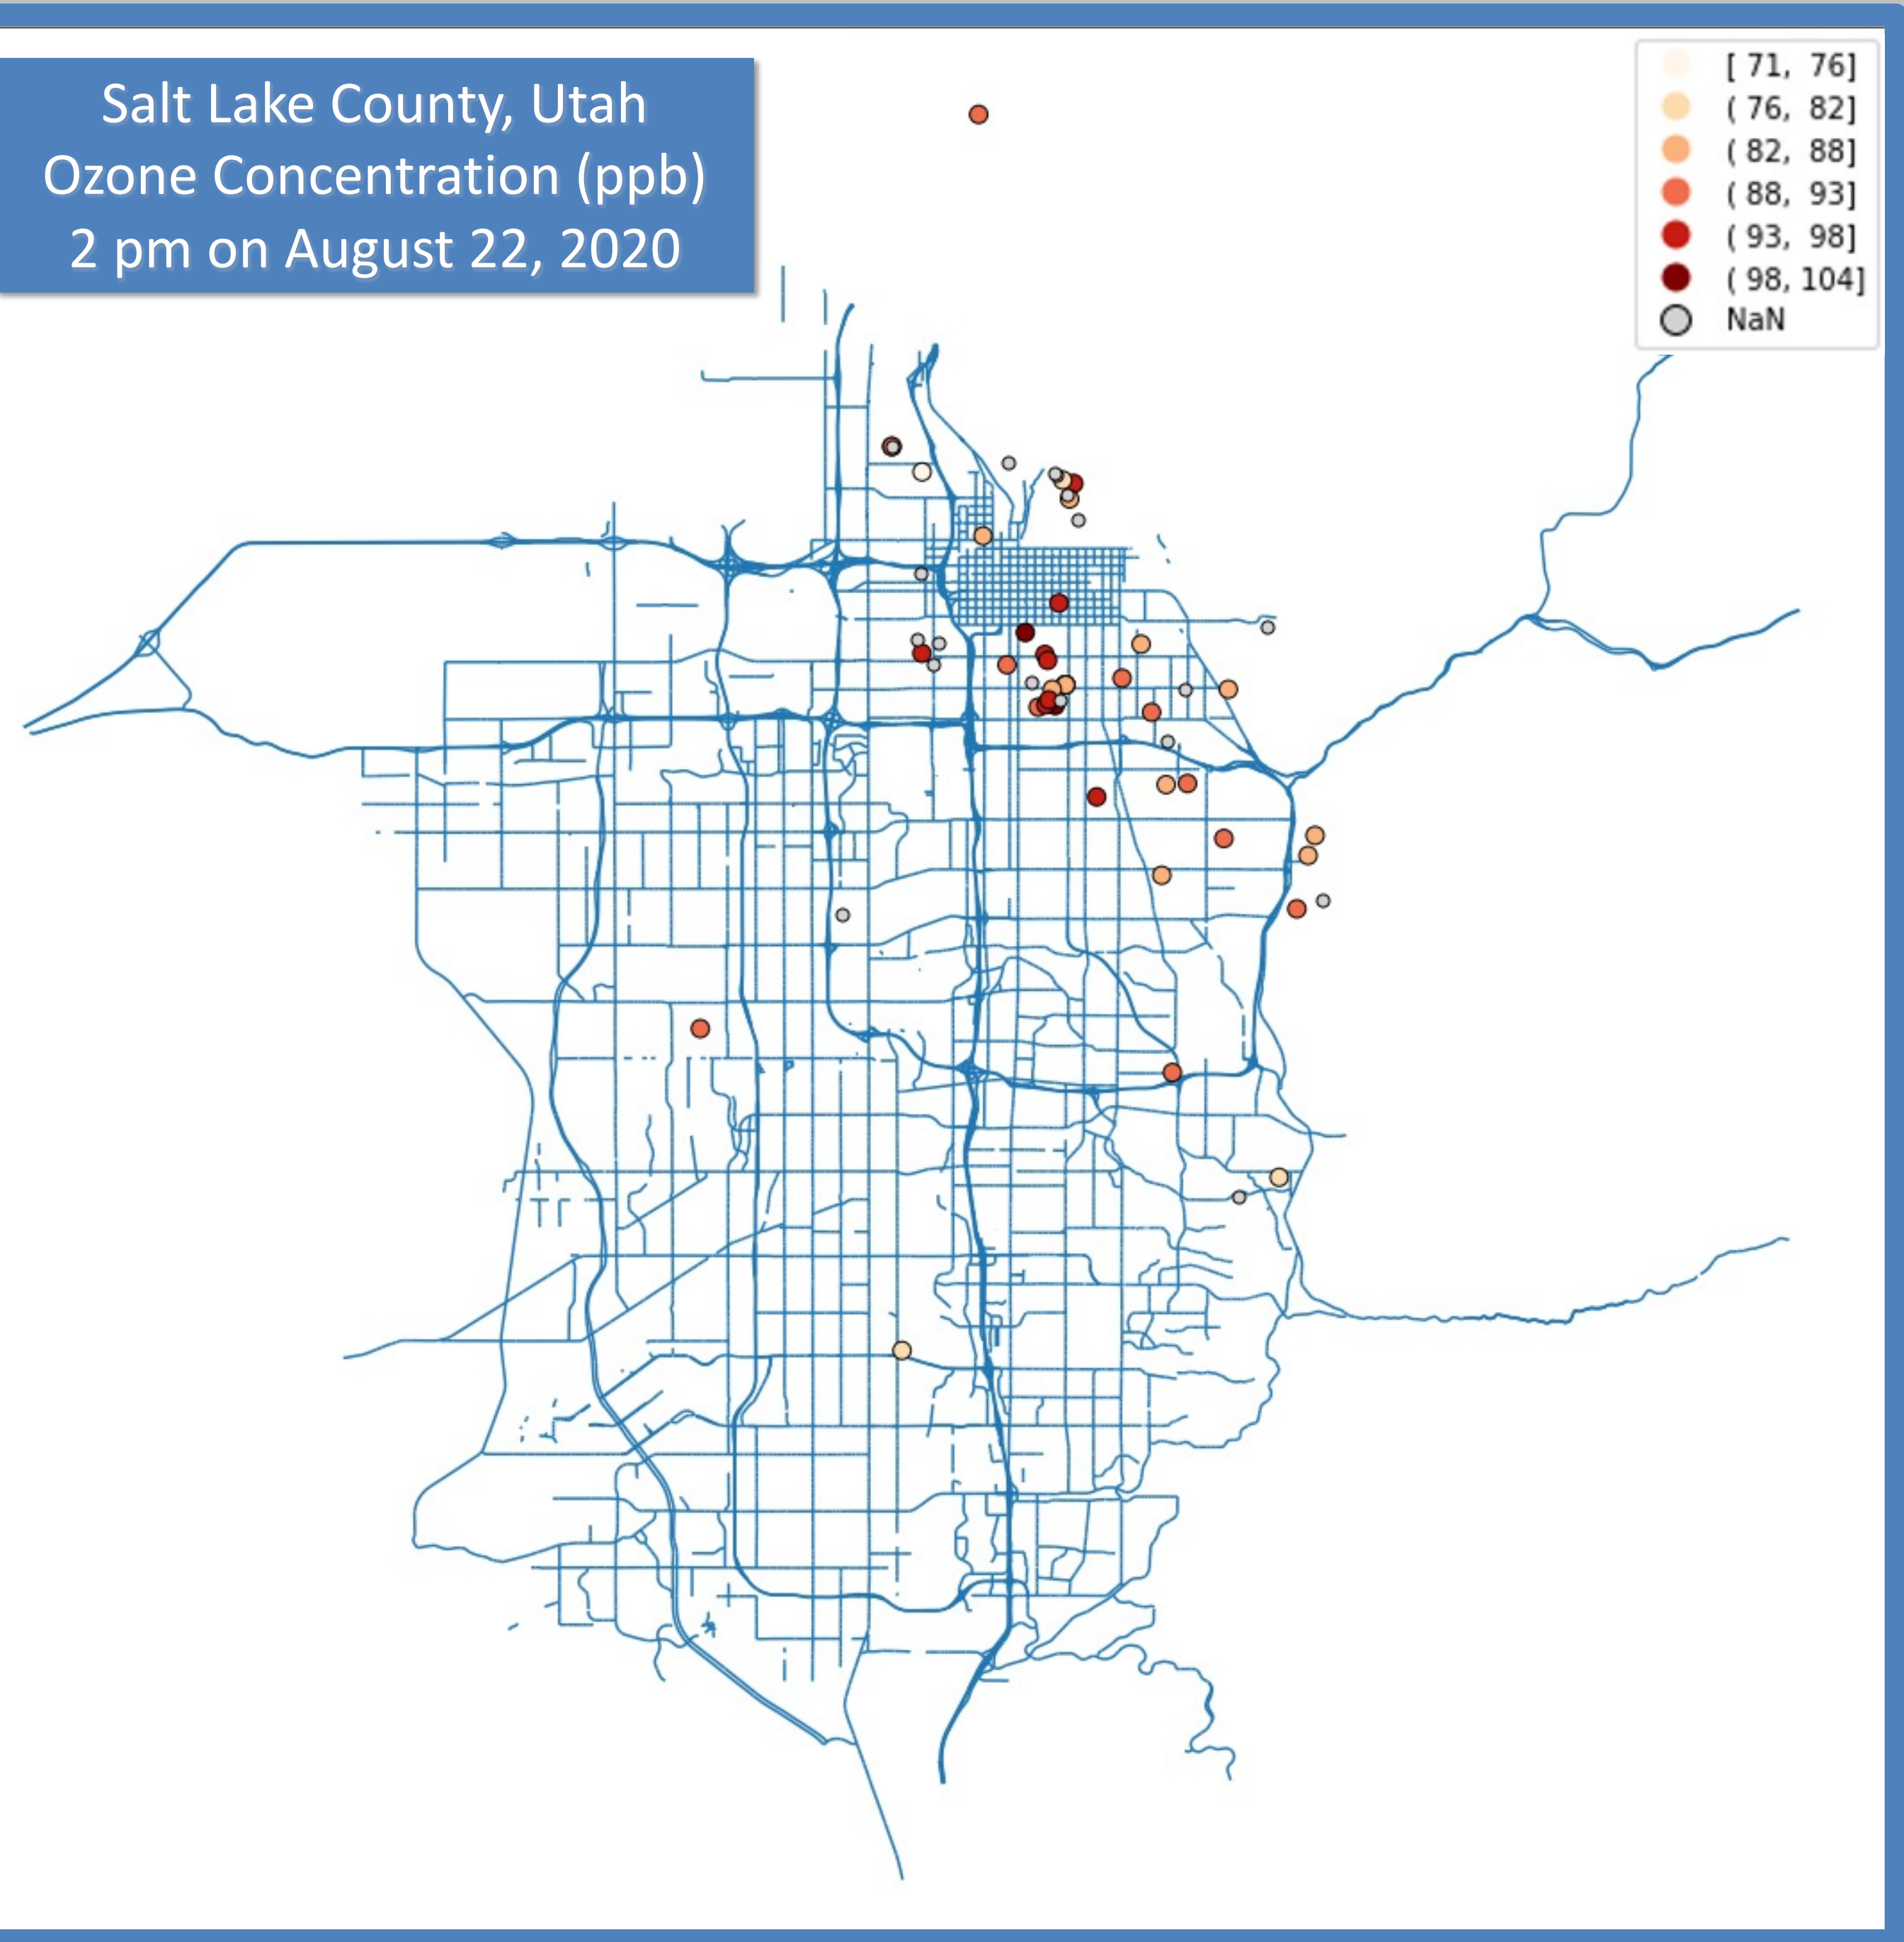 Salt Lake County, Utah
Ozone Concentration (ppb)
2 pm on August 22, 2020
[ 71, 76]
( 76, 82]
( 82, 88]
( 88, 93]
( 93, 98]
( 98, 104]
NaN